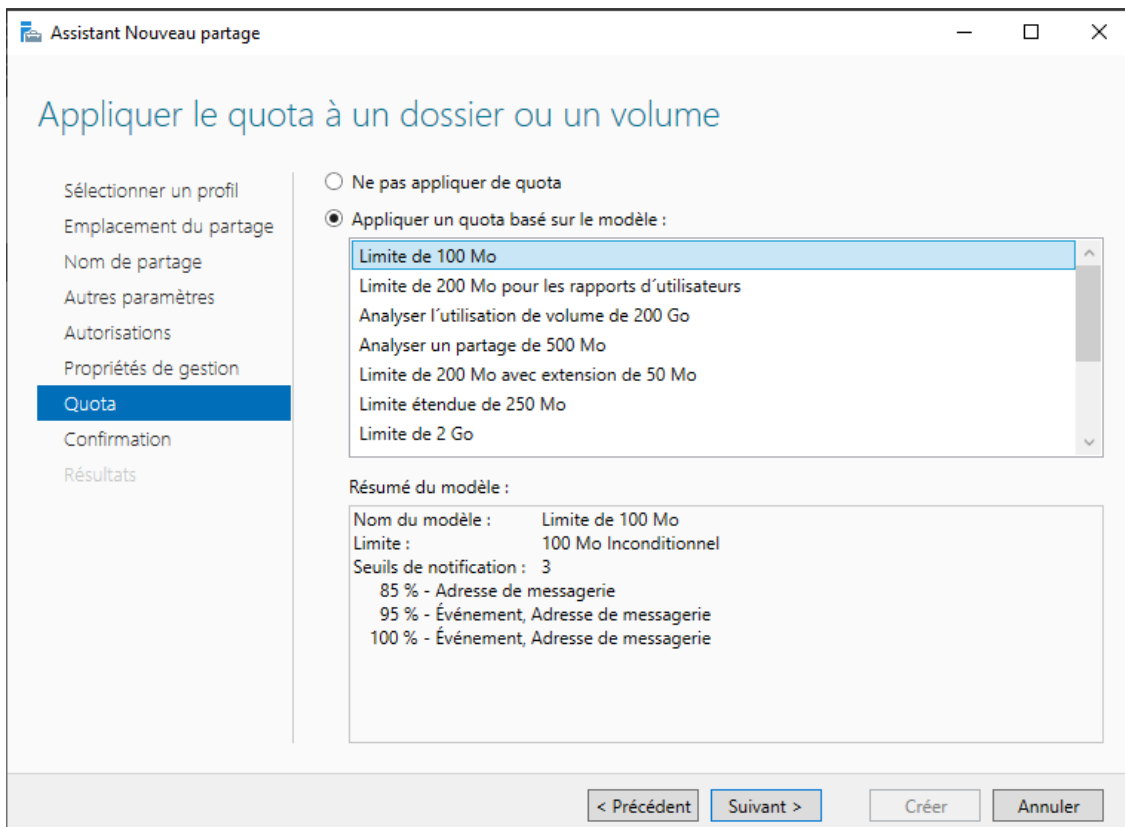 Assistant Nouveau partage
Appliquer le quota à un dossier ou un volume
Sélectionner un profil
Emplacement du partage
Nom de partage
Autres paramètres
Autorisations
Propriétés de gestion
Quota
Confirmation
Résultats
Ne pas appliquer de quota
Appliquer un quota basé sur le modèle :
Limite de 100 Mo
Limite de 200 Mo pour les rapports d´utilisateurs
Analyser l´utilisation de volume de 200 Go
Analyser un partage de 500 Mo
Limite de 200 Mo avec extension de 50 Mo
Limite étendue de 250 Mo
Limite de 2 Go
Résumé du modèle :
Nom du modèle : Limite de 100 Mo
Limite : 100 Mo Inconditionnel
Seuils de notification : 3
85 % - Adresse de messagerie
95 % - Événement, Adresse de messagerie
100 % - Événement, Adresse de messagerie
< Précédent Suivant > Créer Annuler